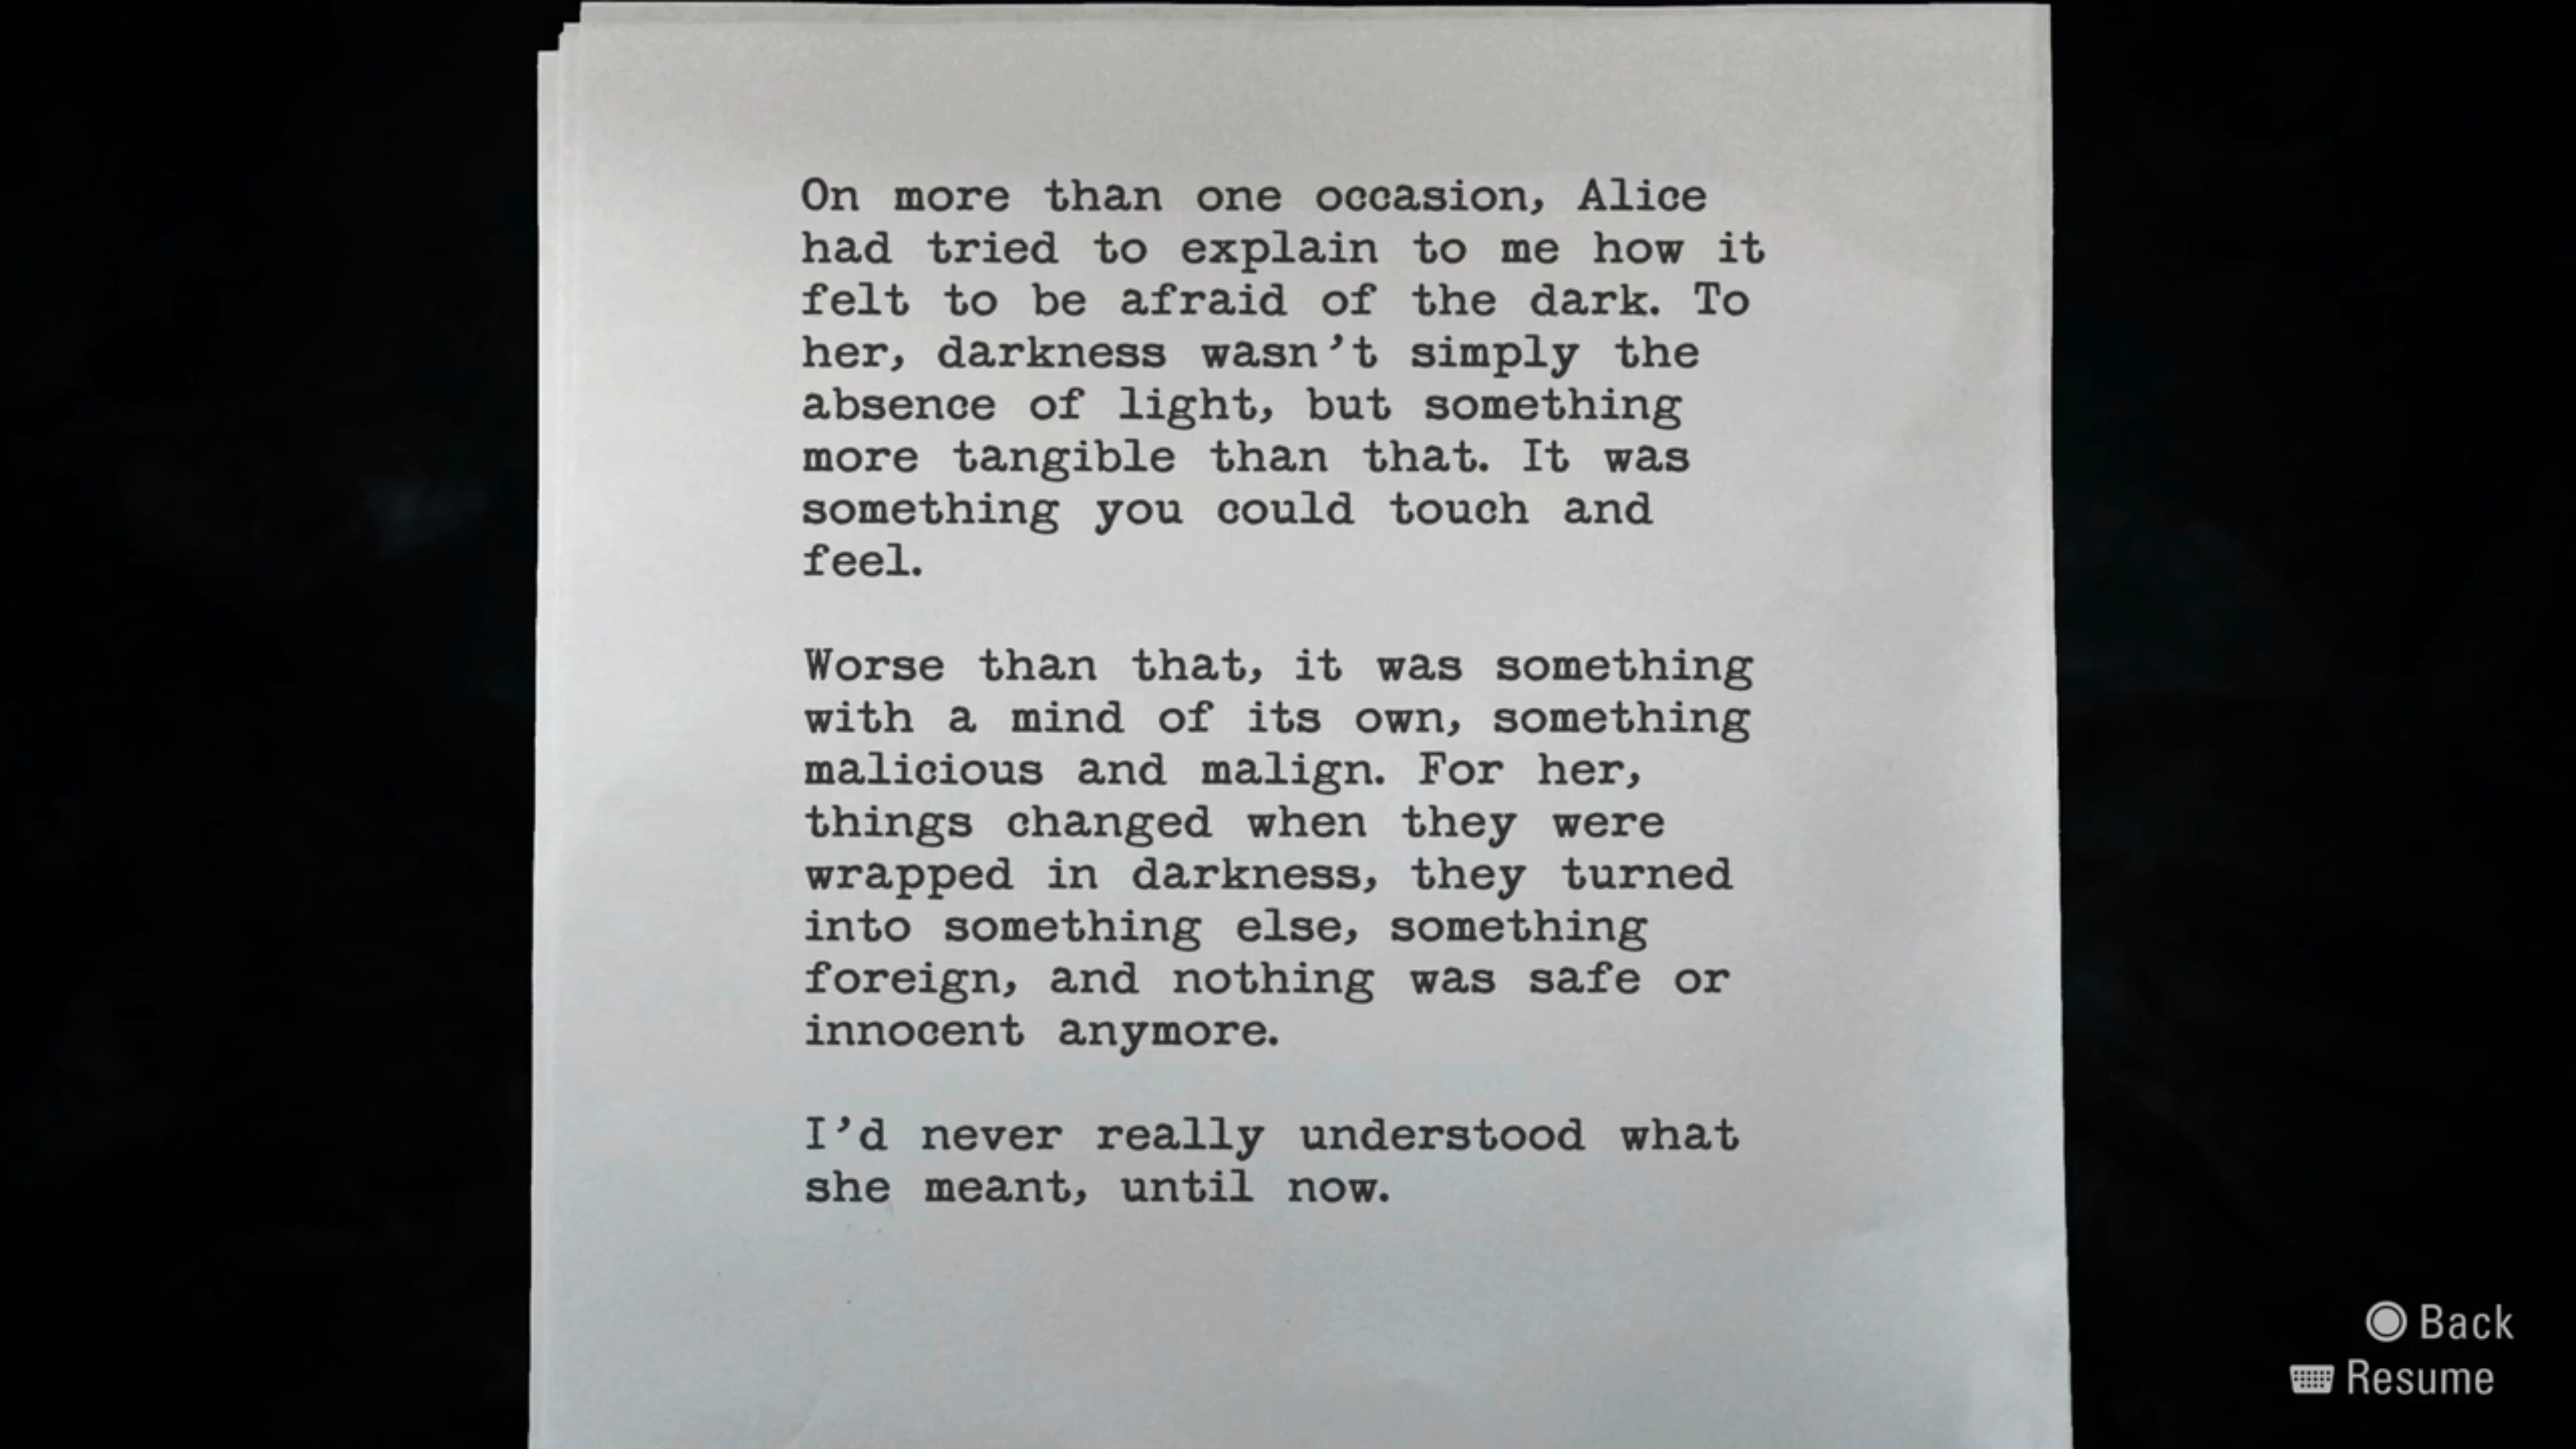 On more than one occasion, Alice
had tried to explain to me how it
felt to be afraid of the dark. To
her, darkness wasn't simply the
absence of light, but something
more tangible than that. It was
something you could touch and
feel.
Worse than that, it was something
with a mind of its own, something
malicious and malign. For her,
things changed when they were
wrapped in darkness, they turned
into something else, something
foreign, and nothing was safe or
innocent anymore.
I'd never really understood what
she meant, until now.
Back
Resume